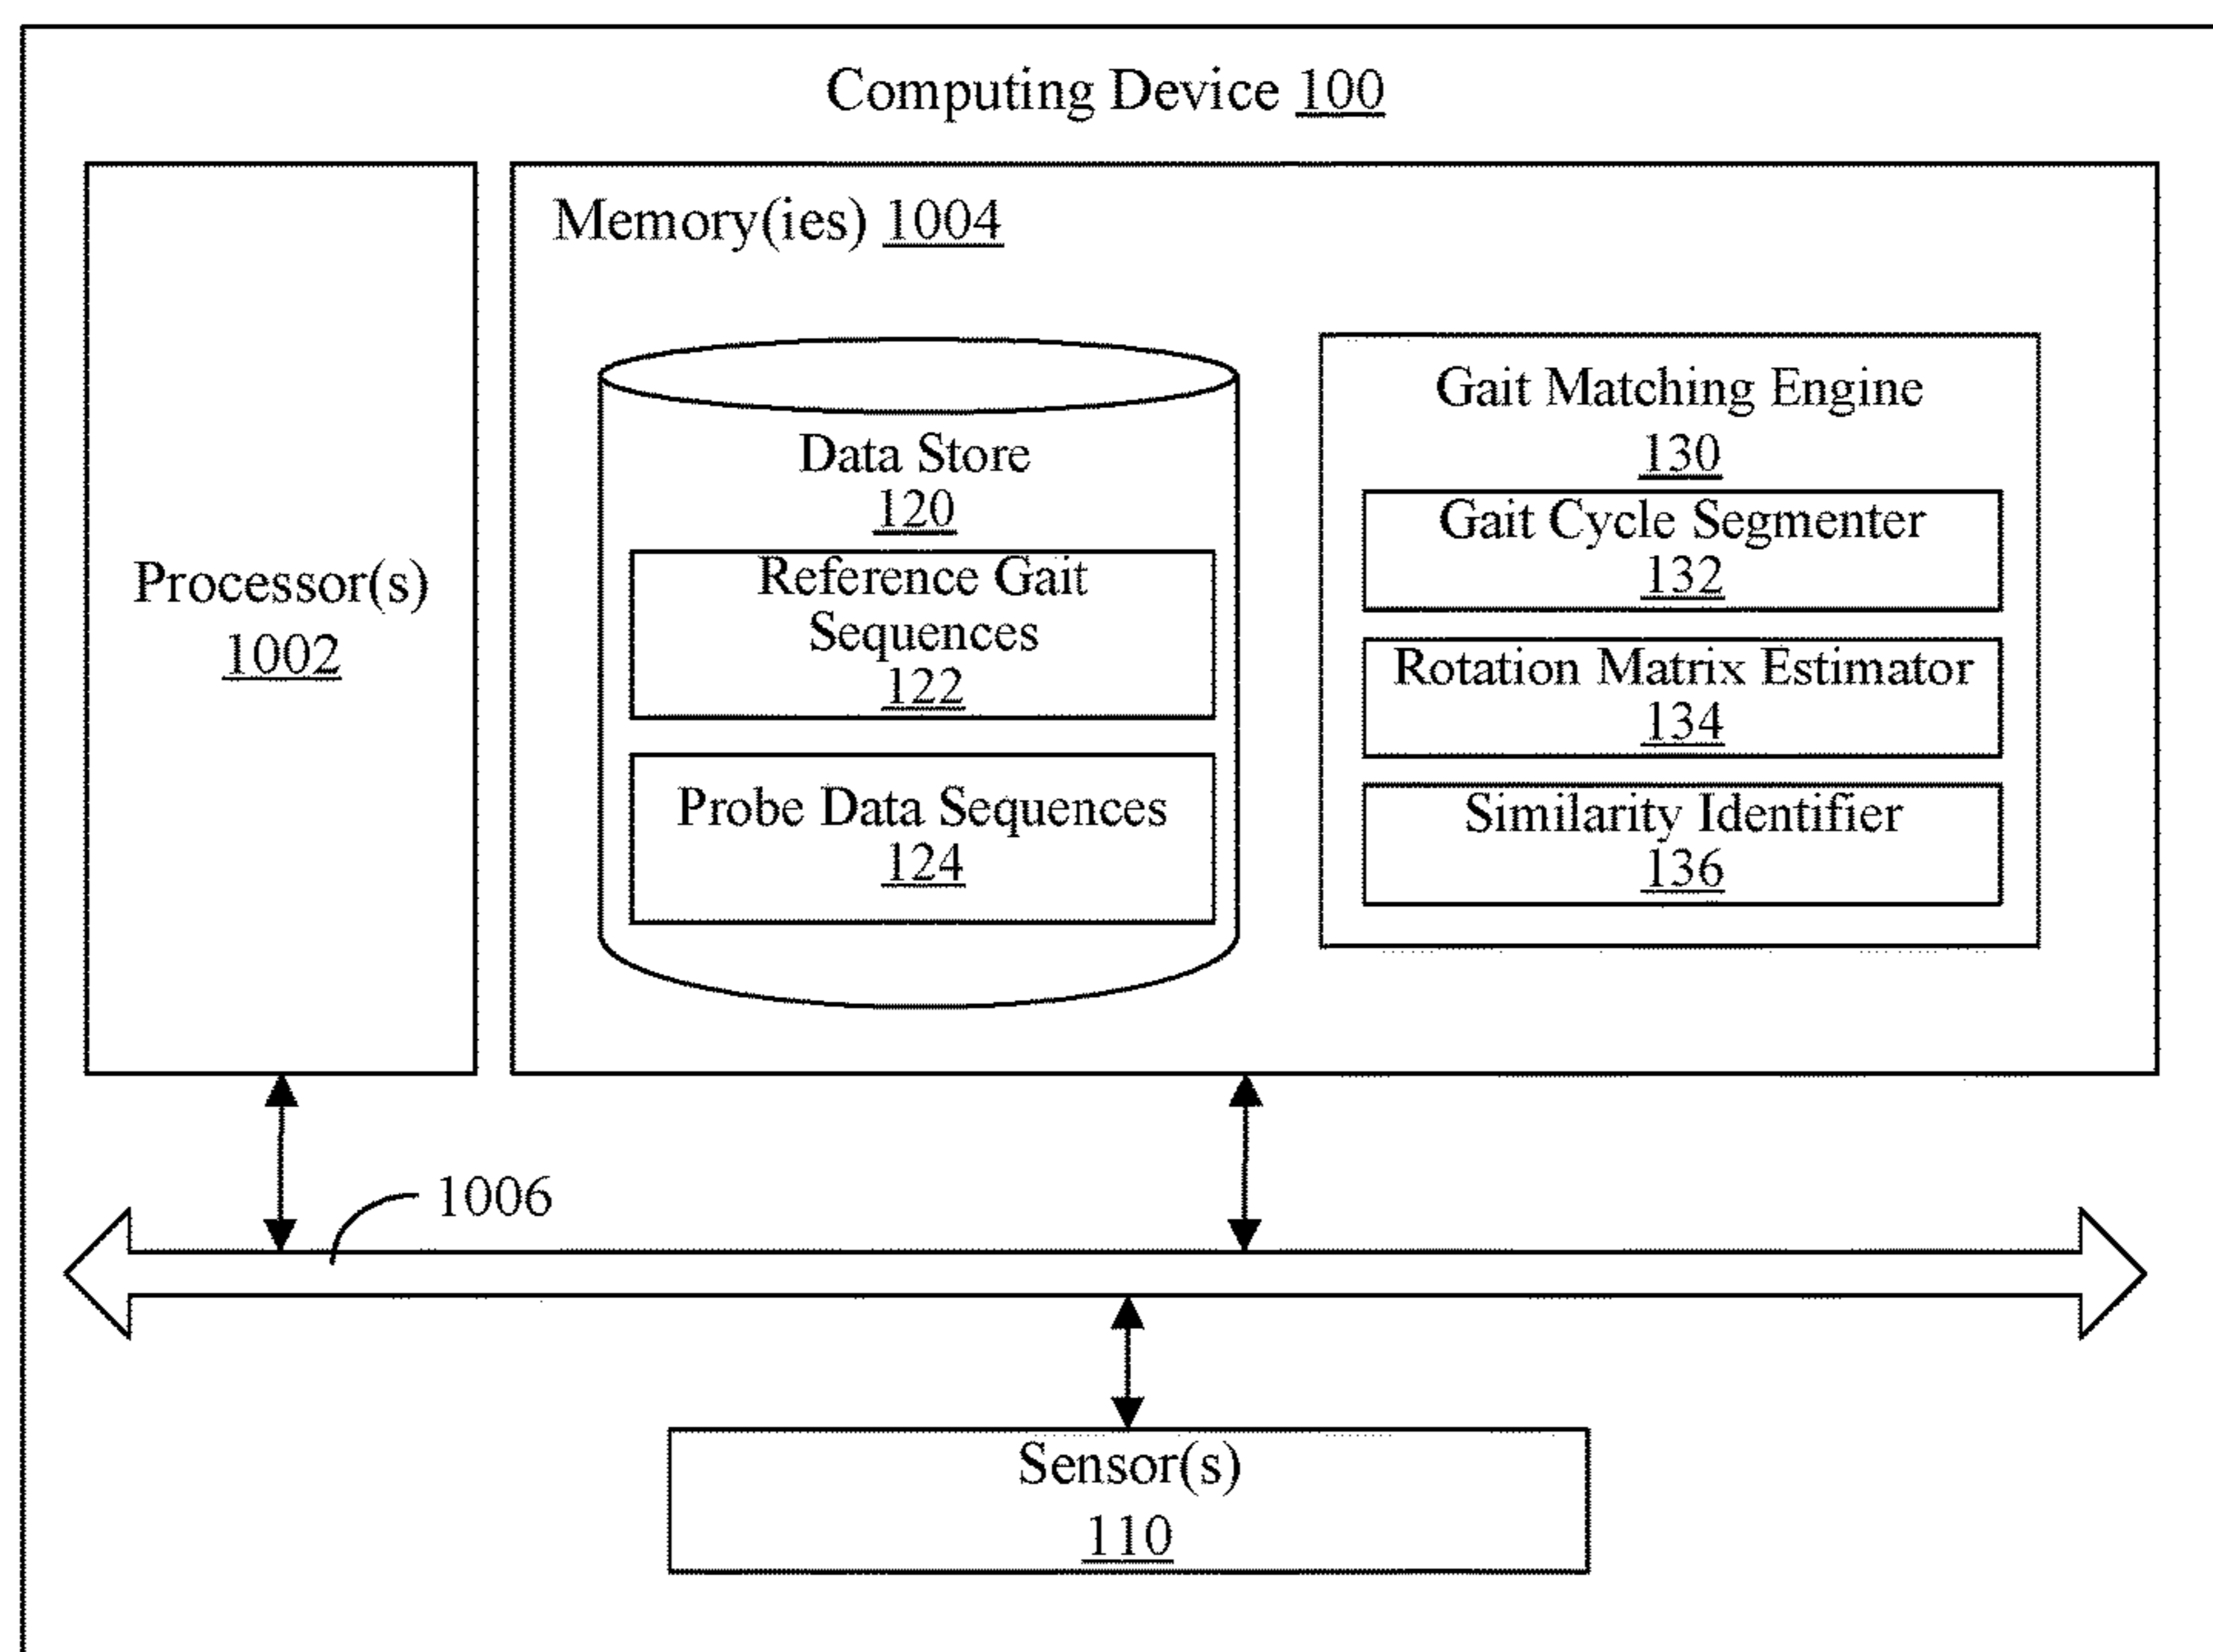 Computing Device 100
Processor(s)
1002
Memory(ies) 1004
Data Store
120
Reference Gait
Sequences
122
Probe Data Sequences
124
Gait Matching Engine
130
Gait Cycle Segmenter
132
Rotation Matrix Estimator
134
Similarity Identifier
136
1006
Sensor(s)
110